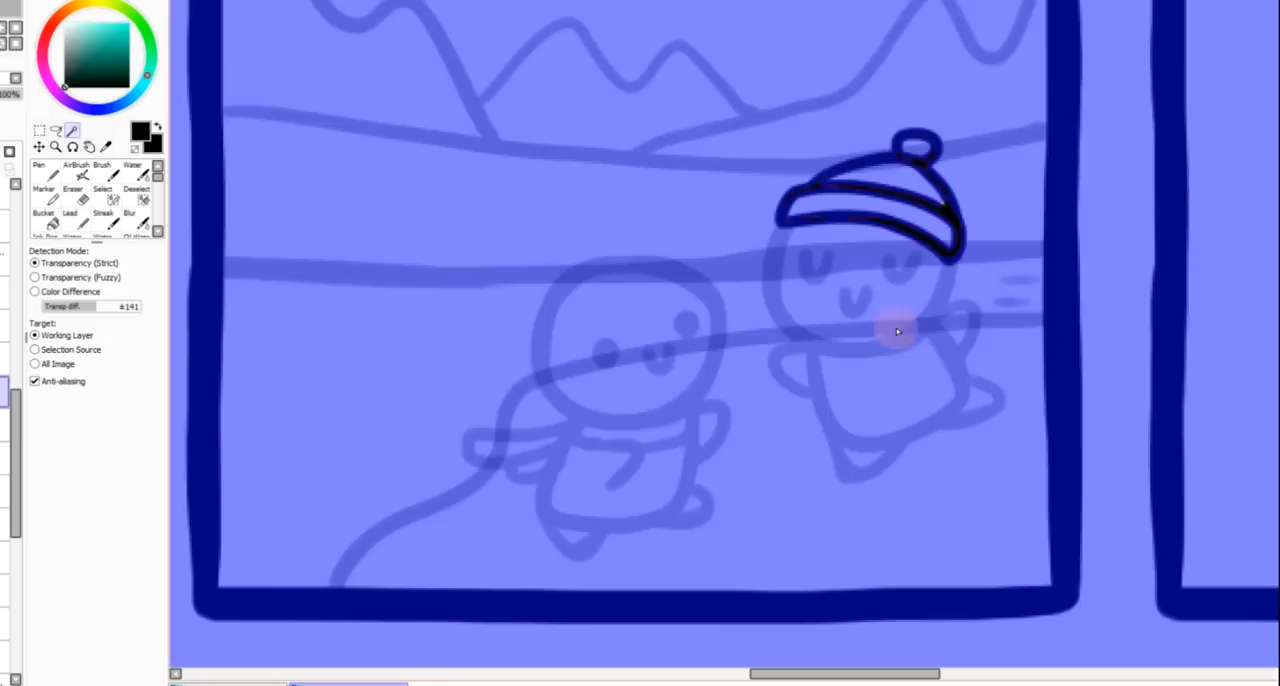 100%
Pen AirBrush Brush Water
Marker Eraser Select Deselect
Bucket Lead Streak Blur
Detection Mode:
Transparency (Strict)
Transparency (Fuzzy)
Color Difference
Transp diff. ±141
Target:
Working Layer
Selection Source
All Image
Anti-aliasing